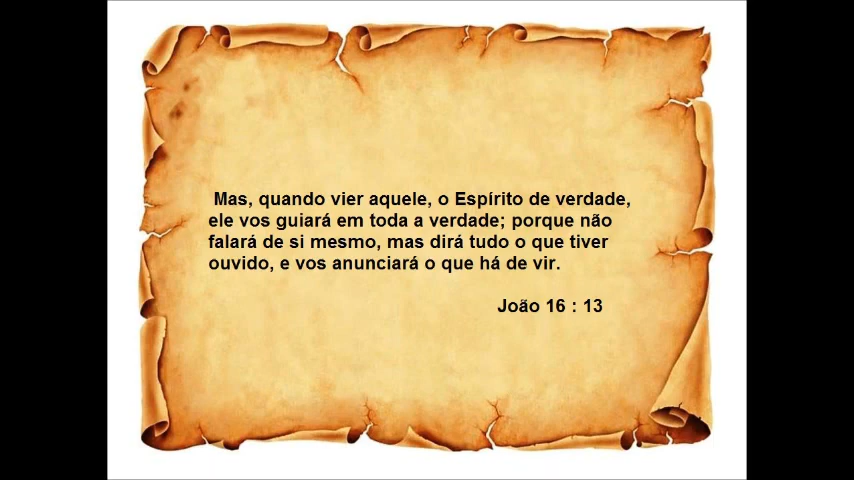 Mas, quando vier aquele, o Espírito de verdade,
ele vos guiará em toda a verdade; porque não
falará de si mesmo, mas dirá tudo o que tiver
ouvido, e vos anunciará o que há de vir.
João 16 : 13